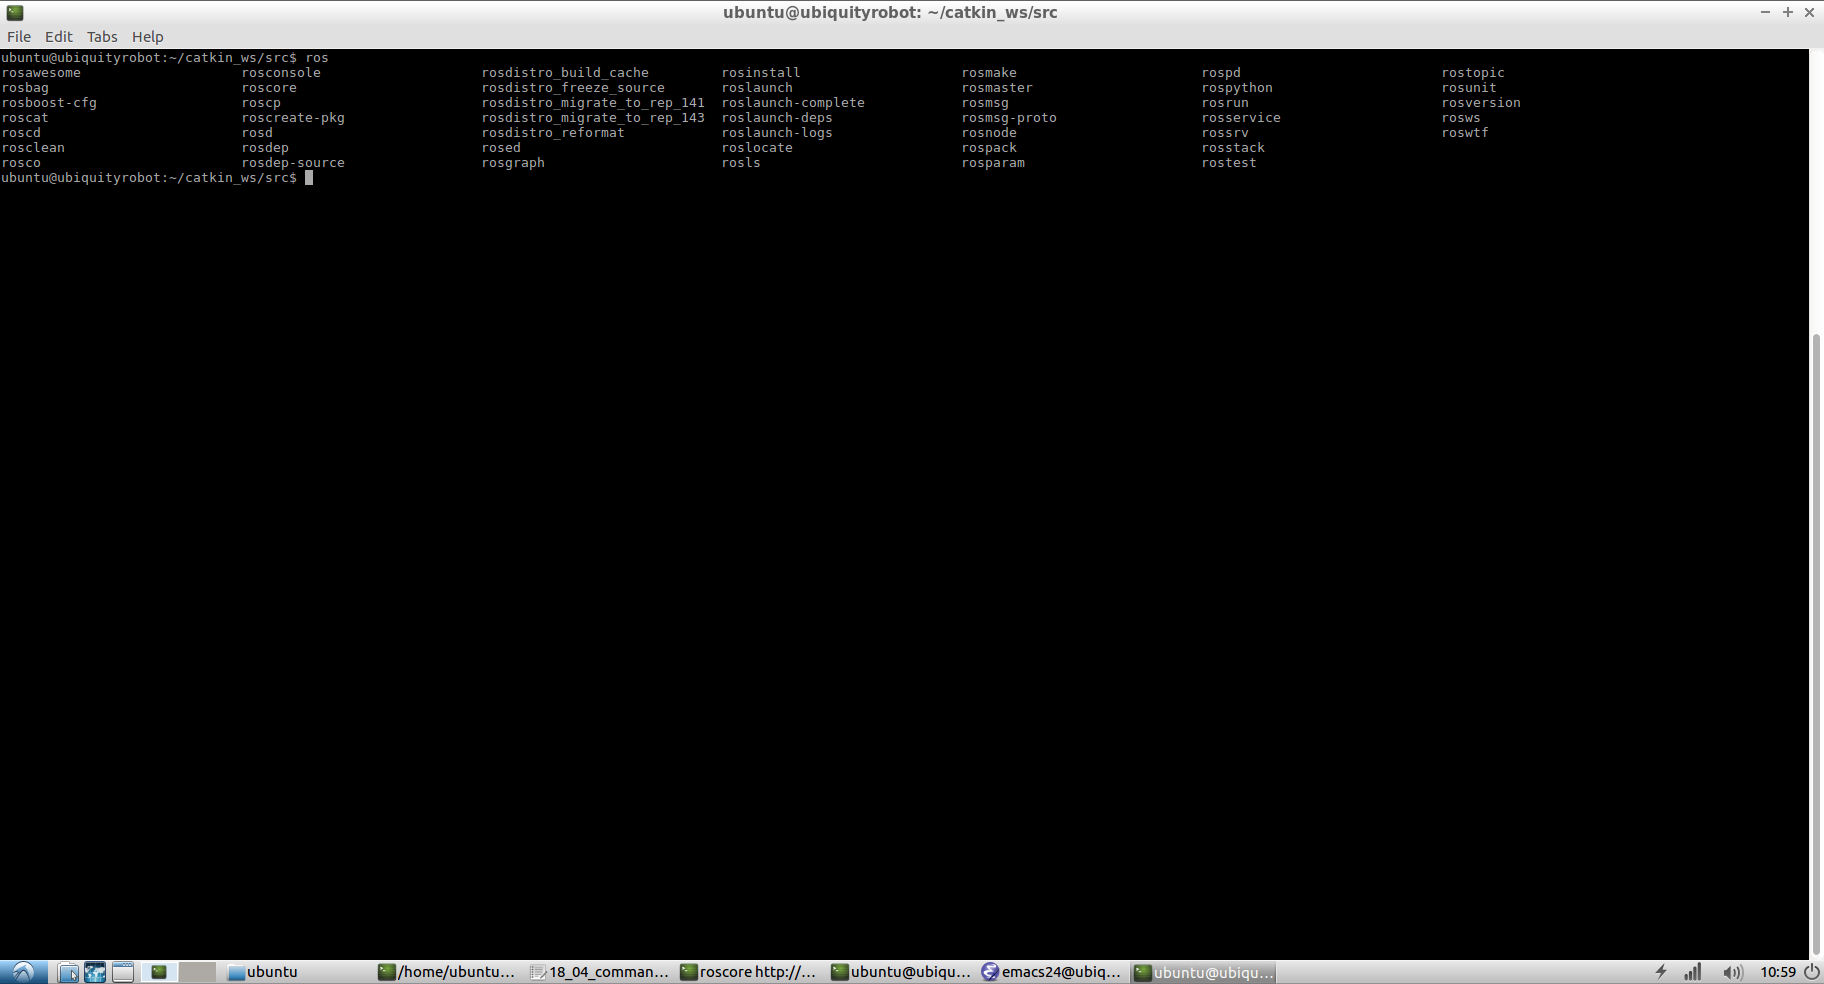 ubuntu@ubiquityrobot: ~/catkin_ws/src
File Edit Tabs Help
ubuntu@ubiquityrobot:~/catkin_ws/src$ ros
rosawesome rosconsole rosdistro_build_cache rosinstall rosmake rospd rostopic
rosbag roscore rosdistro_freeze_source roslaunch rosmaster rospython rosunit
rosboost-cfg roscp rosdistro_migrate_to_rep_141 roslaunch-complete rosmsg rosrun rosversion
roscat roscreate-pkg rosdistro_migrate_to_rep_143 roslaunch-deps rosmsg-proto rosservice rosws
roscd rosd rosdistro_reformat roslaunch-logs rosnode rossrv roswtf
rosclean rosdep rosed roslocate rospack rosstack
rosco rosdep-source rosgraph rosls rosparam rostest
ubuntu@ubiquityrobot:~/catkin_ws/src$
ubuntu /home/ubuntu... 18_04_comman... roscore http://... ubuntu@ubiqu... emacs24@ubiq... ubuntu@ubiqu... 10:59